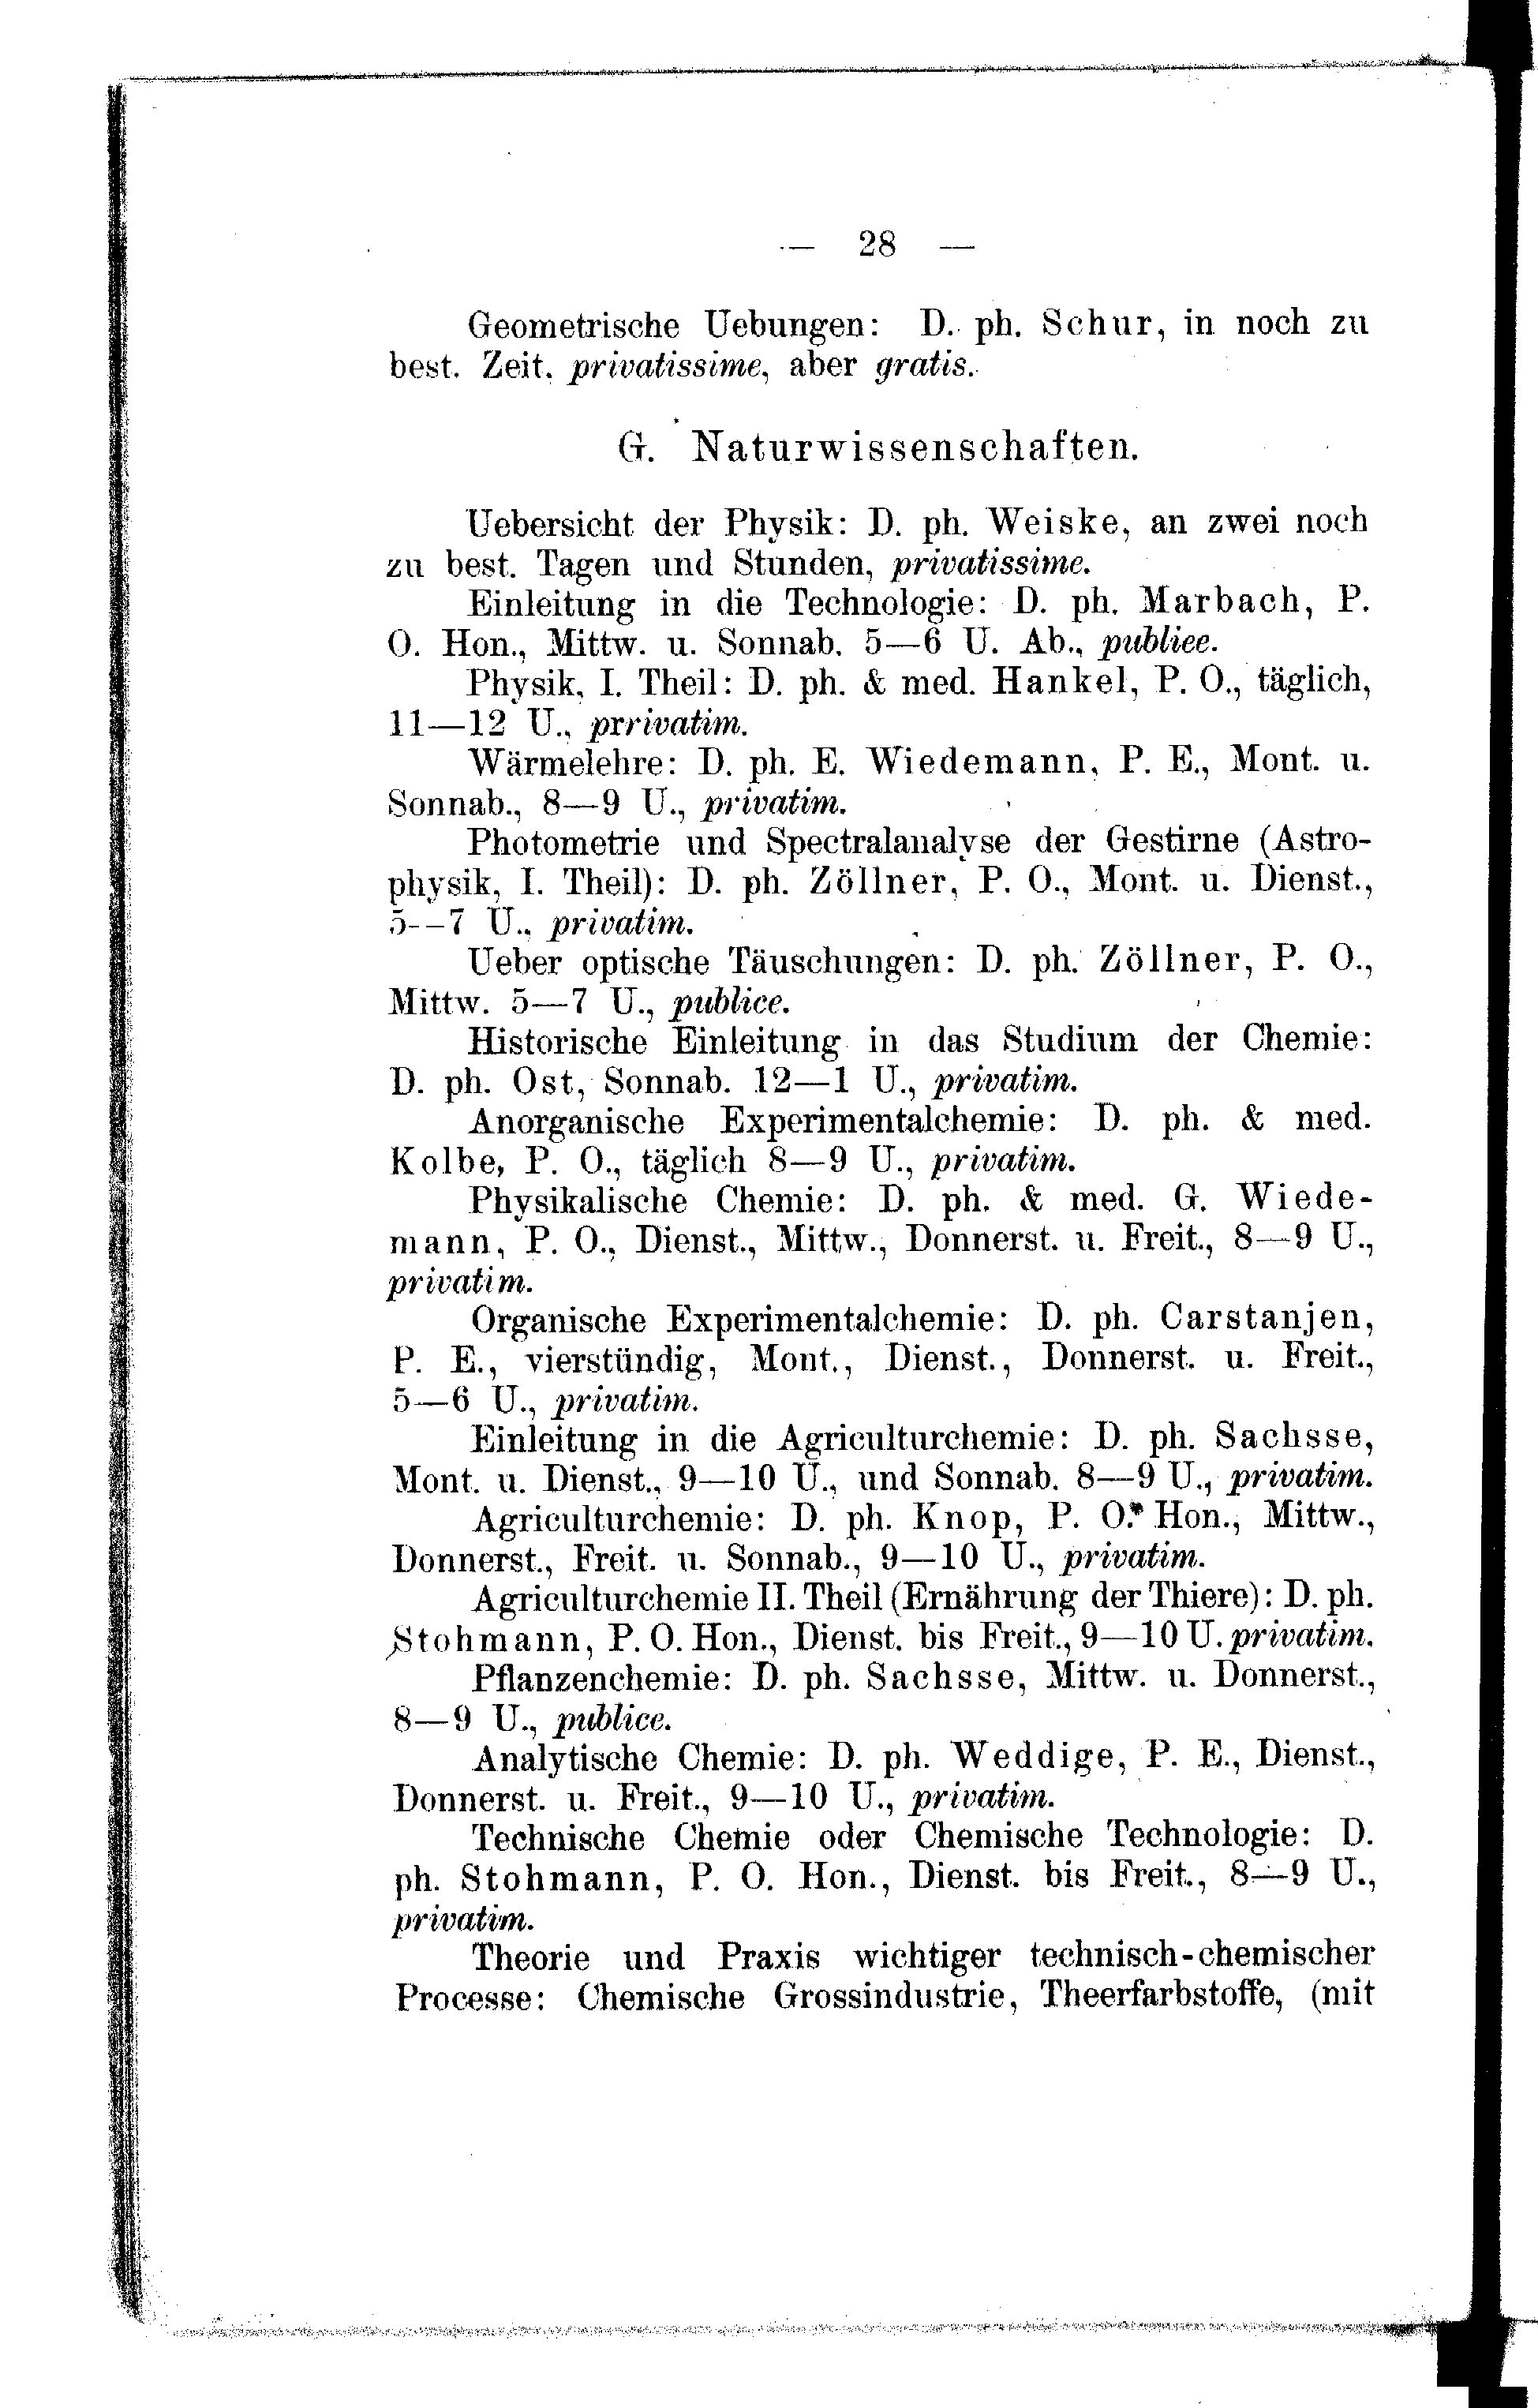 — 28 —
Geometrische Uebungen: D. ph. Schur, in noch zu
best. Zeit. privatissime, aber gratis.
G. Naturwissenschaften.
Uebersicht der Physik: D. ph. Weiske, an zwei noch
zu best. Tagen und Stunden, privatissime.
Einleitung in die Technologie: D. ph. Marbach, P.
O. Hon., Mittw. u. Sonnab. 5—6 U. Ab., publice.
Physik, I. Theil: D. ph. & med. Hankel, P. O., täglich,
11—12 U., prrivatim.
Wärmelehre: D. ph. E. Wiedemann, P. E., Mont. u.
Sonnab., 8—9 U., privatim.
Photometrie und Spectralanalyse der Gestirne (Astro-
physik, I. Theil): D. ph. Zöllner, P. O., Mont. u. Dienst.,
5—7 U., privatim.
Ueber optische Täuschungen: D. ph. Zöllner, P. O.,
Mittw. 5—7 U., publice.
Historische Einleitung in das Studium der Chemie:
D. ph. Ost, Sonnab. 12—1 U., privatim.
Anorganische Experimentalchemie: D. ph. & med.
Kolbe, P. O., täglich 8—9 U., privatim.
Physikalische Chemie: D. ph. & med. G. Wiede-
mann, P. O., Dienst., Mittw., Donnerst. u. Freit., 8—9 U.,
privatim.
Organische Experimentalchemie: D. ph. Carstanjen,
P. E., vierstündig, Mont., Dienst., Donnerst. u. Freit.,
5—6 U., privatim.
Einleitung in die Agriculturchemie: D. ph. Sachsse,
Mont. u. Dienst., 9—10 U., und Sonnab. 8—9 U., privatim.
Agriculturchemie: D. ph. Knop, P. O. Hon., Mittw.,
Donnerst., Freit. u. Sonnab., 9—10 U., privatim.
Agriculturchemie II. Theil (Ernährung der Thiere): D. ph.
Stohmann, P. O. Hon., Dienst. bis Freit., 9—10 U. privatim.
Pflanzenchemie: D. ph. Sachsse, Mittw. u. Donnerst.,
8—9 U., publice.
Analytische Chemie: D. ph. Weddige, P. E., Dienst.,
Donnerst. u. Freit., 9—10 U., privatim.
Technische Chemie oder Chemische Technologie: D.
ph. Stohmann, P. O. Hon., Dienst. bis Freit., 8—9 U.,
privatim.
Theorie und Praxis wichtiger technisch-chemischer
Processe: Chemische Grossindustrie, Theerfarbstoffe, (mit